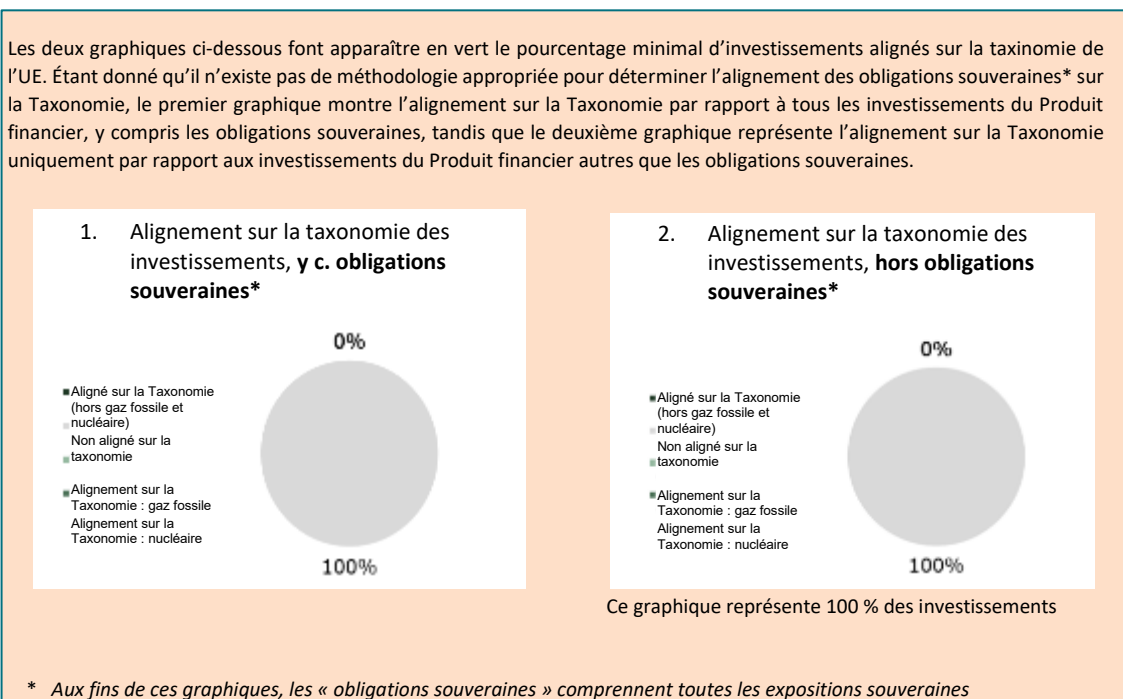 Les deux graphiques ci-dessous font apparaître en vert le pourcentage minimal d’investissements alignés sur la taxinomie de
l’UE. Étant donné qu’il n’existe pas de méthodologie appropriée pour déterminer l’alignement des obligations souveraines* sur
la Taxonomie, le premier graphique montre l’alignement sur la Taxonomie par rapport à tous les investissements du Produit
financier, y compris les obligations souveraines, tandis que le deuxième graphique représente l’alignement sur la Taxonomie
uniquement par rapport aux investissements du Produit financier autres que les obligations souveraines.
1. Alignement sur la taxonomie des
investissements, y c. obligations
souveraines*
0%
Aligné sur la Taxonomie
(hors gaz fossile et
nucléaire)
Non aligné sur la
taxonomie
Alignement sur la
Taxonomie : gaz fossile
Alignement sur la
Taxonomie : nucléaire
100%
2. Alignement sur la taxonomie des
investissements, hors obligations
souveraines*
0%
Aligné sur la Taxonomie
(hors gaz fossile et
nucléaire)
Non aligné sur la
taxonomie
Alignement sur la
Taxonomie : gaz fossile
Alignement sur la
Taxonomie : nucléaire
100%
Ce graphique représente 100 % des investissements
* Aux fins de ces graphiques, les « obligations souveraines » comprennent toutes les expositions souveraines